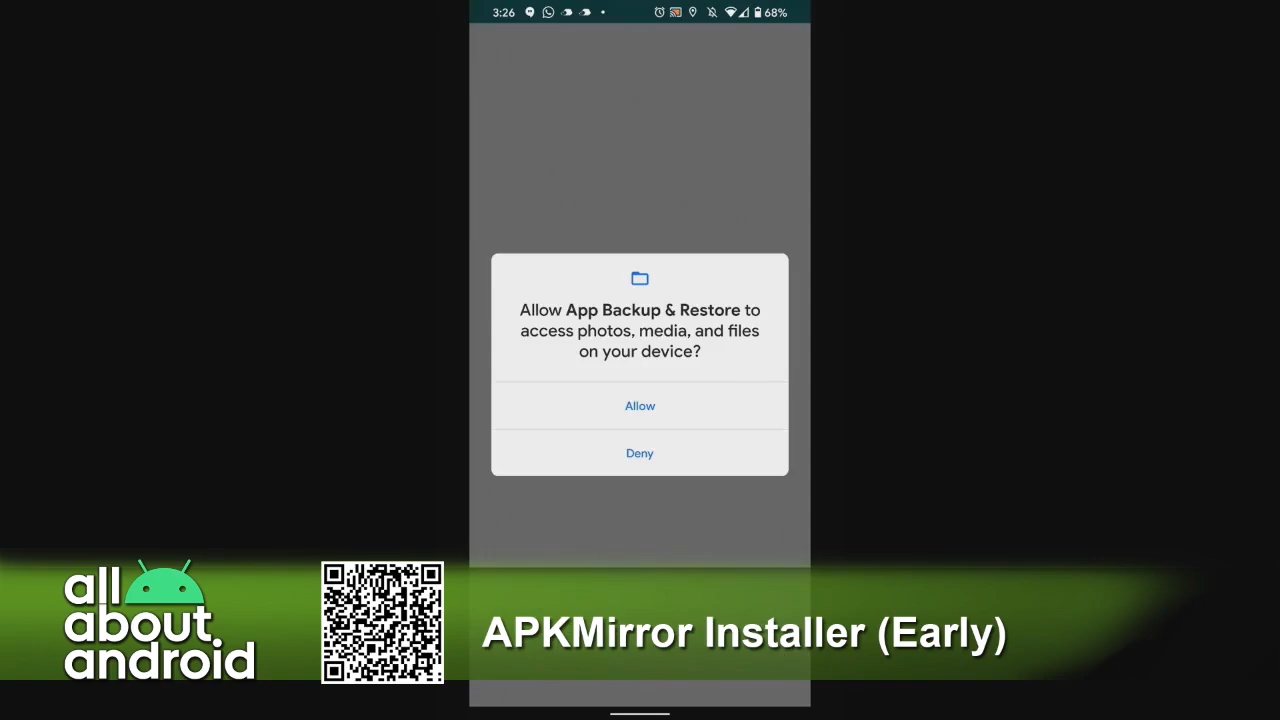 3:26
68%
Allow App Backup & Restore to
access photos, media, and files
on your device?
Allow
Deny
all
about
android
APKMirror Installer (Early)